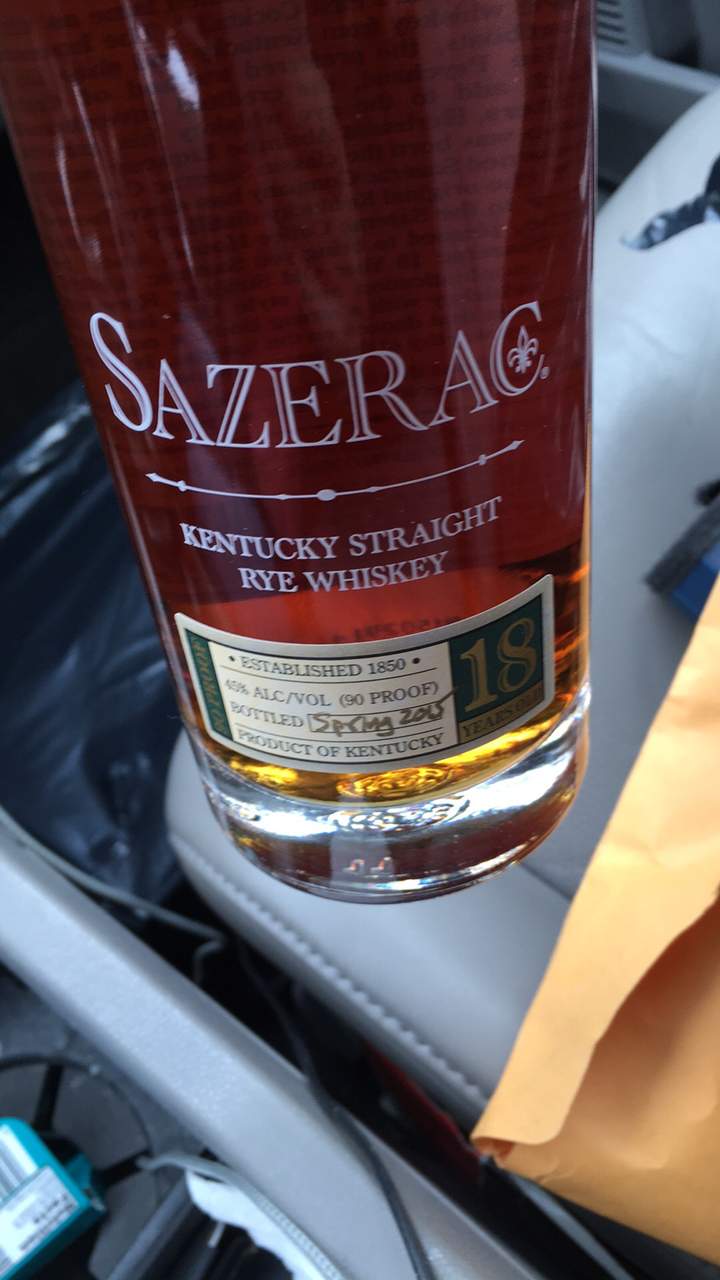 SAZERAC®
KENTUCKY STRAIGHT
RYE WHISKEY
90 PROOF
• ESTABLISHED 1850 •
45% ALC/VOL (90 PROOF)
BOTTLED Spring 2015
PRODUCT OF KENTUCKY
18
YEARS OLD